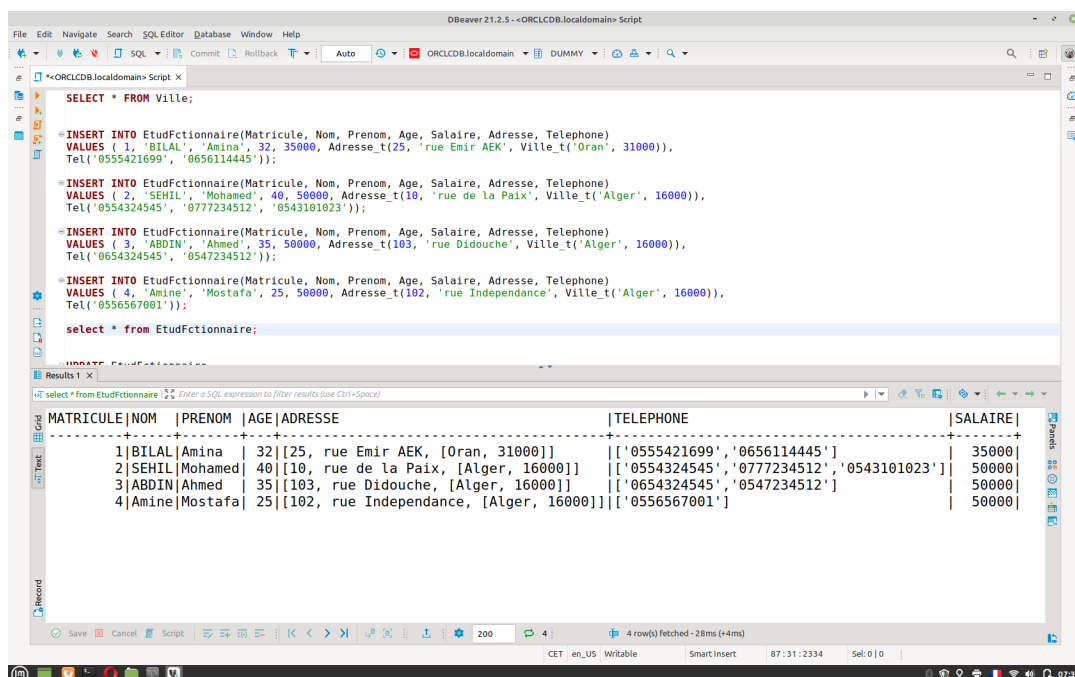 DBeaver 21.2.5 - <ORCLCDB.localdomain> Script
File Edit Navigate Search SQL Editor Database Window Help
SQL Commit Rollback T Auto ORCLCDB.localdomain DUMMY
*<ORCLCDB.localdomain> Script
SELECT * FROM Ville;
INSERT INTO EtudFctionnaire(Matricule, Nom, Prenom, Age, Salaire, Adresse, Telephone)
VALUES ( 1, 'BILAL', 'Amina', 32, 35000, Adresse_t(25, 'rue Emir AEK', Ville_t('Oran', 31000)),
Tel('0555421699', '0656114445'));
INSERT INTO EtudFctionnaire(Matricule, Nom, Prenom, Age, Salaire, Adresse, Telephone)
VALUES ( 2, 'SEHIL', 'Mohamed', 40, 50000, Adresse_t(10, 'rue de la Paix', Ville_t('Alger', 16000)),
Tel('0554324545', '0777234512', '0543101023'));
INSERT INTO EtudFctionnaire(Matricule, Nom, Prenom, Age, Salaire, Adresse, Telephone)
VALUES ( 3, 'ABDIN', 'Ahmed', 35, 50000, Adresse_t(103, 'rue Didouche', Ville_t('Alger', 16000)),
Tel('0654324545', '0547234512'));
INSERT INTO EtudFctionnaire(Matricule, Nom, Prenom, Age, Salaire, Adresse, Telephone)
VALUES ( 4, 'Amine', 'Mostafa', 25, 50000, Adresse_t(102, 'rue Independance', Ville_t('Alger', 16000)),
Tel('0556567001'));
select * from EtudFctionnaire;
UPDATE EtudFctionnaire
Results 1
select * from EtudFctionnaire Enter a SQL expression to filter results (use Ctrl+Space)
Grid
Text
Record
Panels
MATRICULE|NOM  |PRENOM |AGE|ADRESSE                                |TELEPHONE                               |SALAIRE|
---------+-----+-------+---+---------------------------------------+----------------------------------------+-------+
        1|BILAL|Amina  | 32|[25, rue Emir AEK, [Oran, 31000]]      |['0555421699','0656114445']             |  35000|
        2|SEHIL|Mohamed| 40|[10, rue de la Paix, [Alger, 16000]]   |['0554324545','0777234512','0543101023']|  50000|
        3|ABDIN|Ahmed  | 35|[103, rue Didouche, [Alger, 16000]]    |['0654324545','0547234512']             |  50000|
        4|Amine|Mostafa| 25|[102, rue Independance, [Alger, 16000]]|['0556567001']                          |  50000|
Save Cancel Script 200 4 4 row(s) fetched - 28ms (+4ms)
CET en_US Writable Smart Insert 87 : 31 : 2334 Sel: 0 | 0